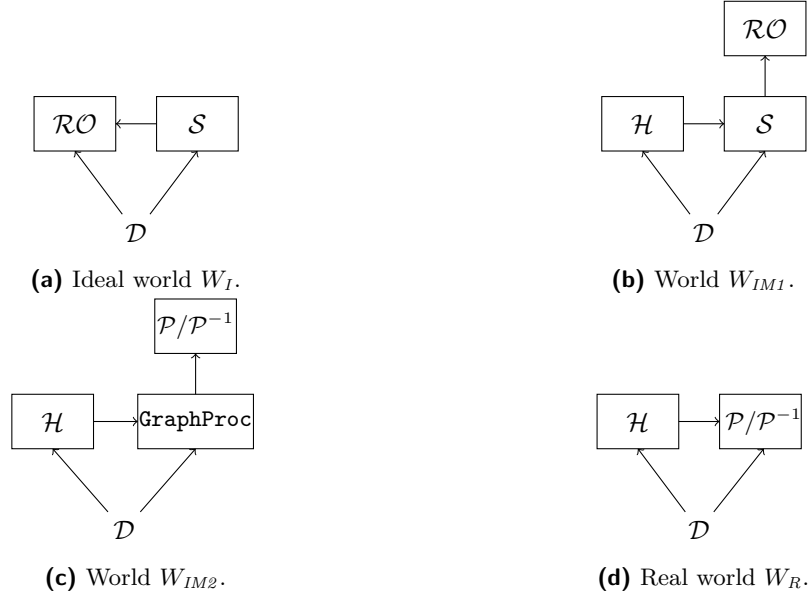 RO S
D
(a) Ideal world W_I.
RO
H S
D
(b) World W_IM1.
P/P⁻¹
H GraphProc
D
(c) World W_IM2.
H P/P⁻¹
D
(d) Real world W_R.